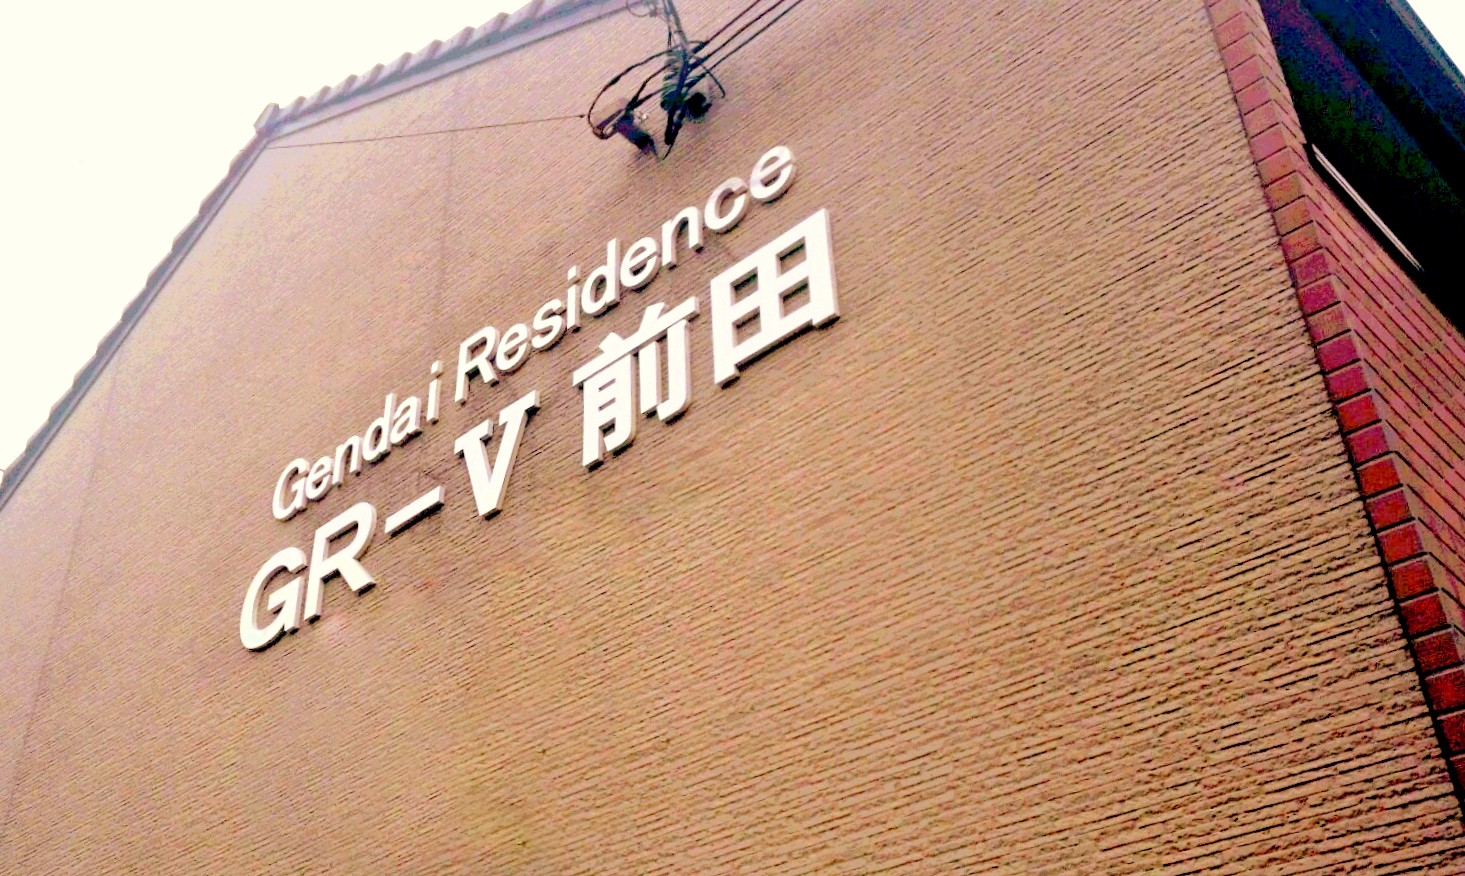 Gendai Residence
GR-V 前田